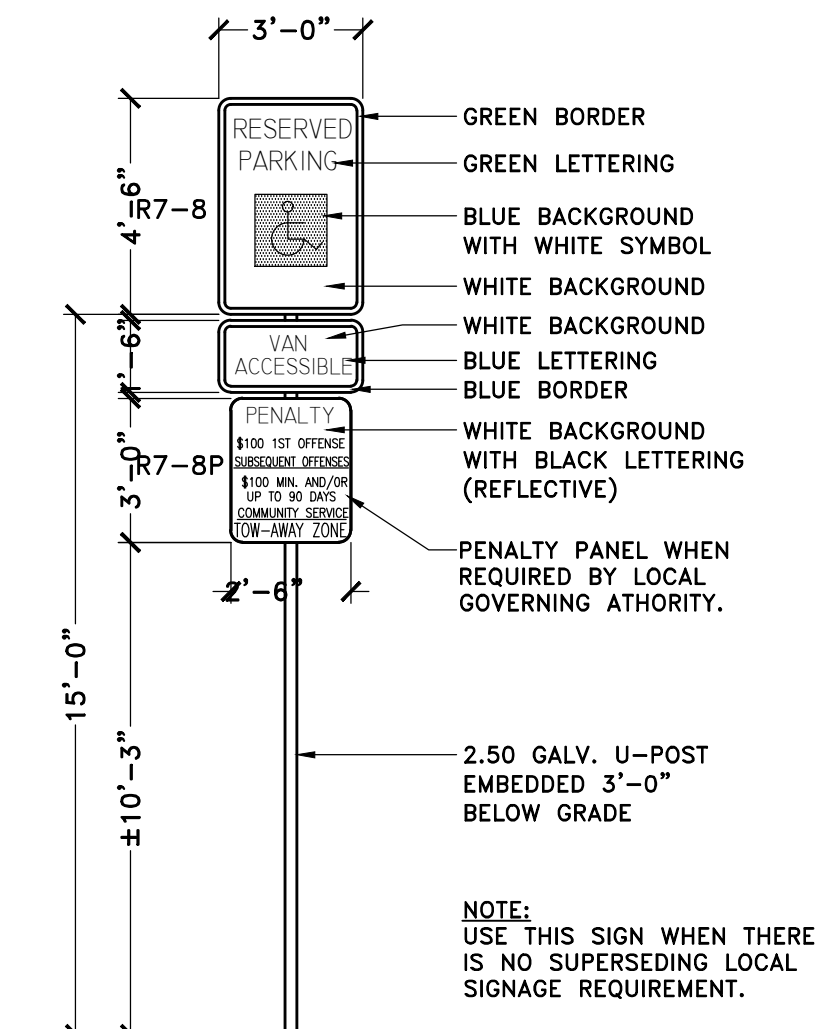 3'-0"
RESERVED
PARKING
GREEN BORDER
GREEN LETTERING
4'-6"
R7-8
BLUE BACKGROUND
WITH WHITE SYMBOL
WHITE BACKGROUND
WHITE BACKGROUND
1'-6"
VAN
ACCESSIBLE
BLUE LETTERING
BLUE BORDER
PENALTY
$100 1ST OFFENSE
SUBSEQUENT OFFENSES
$100 MIN. AND/OR
UP TO 90 DAYS
COMMUNITY SERVICE
TOW-AWAY ZONE
WHITE BACKGROUND
WITH BLACK LETTERING
(REFLECTIVE)
3'-0"
R7-8P
PENALTY PANEL WHEN
REQUIRED BY LOCAL
GOVERNING ATHORITY.
2'-6"
15'-0"
±10'-3"
2.50 GALV. U-POST
EMBEDDED 3'-0"
BELOW GRADE
NOTE:
USE THIS SIGN WHEN THERE
IS NO SUPERSEDING LOCAL
SIGNAGE REQUIREMENT.